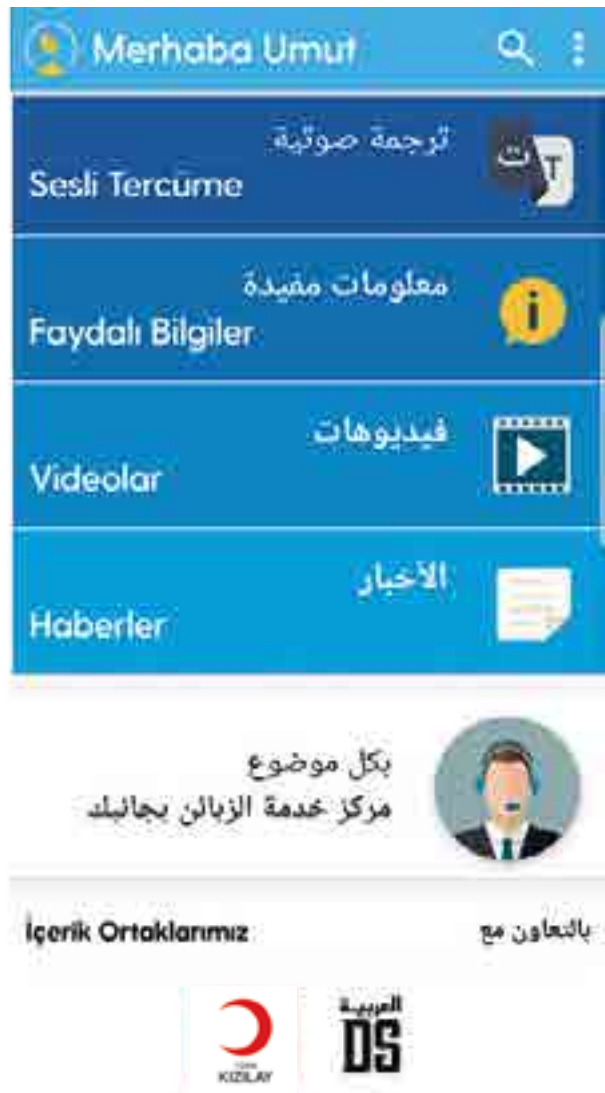 Merhaba Umut
ترجمة صوتية
Sesli Tercüme
معلومات مفيدة
Faydalı Bilgiler
فيديوهات
Videolar
الأخبار
Haberler
بكل موضوع
مركز خدمة الزبائن بجانبك
İçerik Ortaklarımız
بالتعاون مع
العربية
DS
KIZILAY